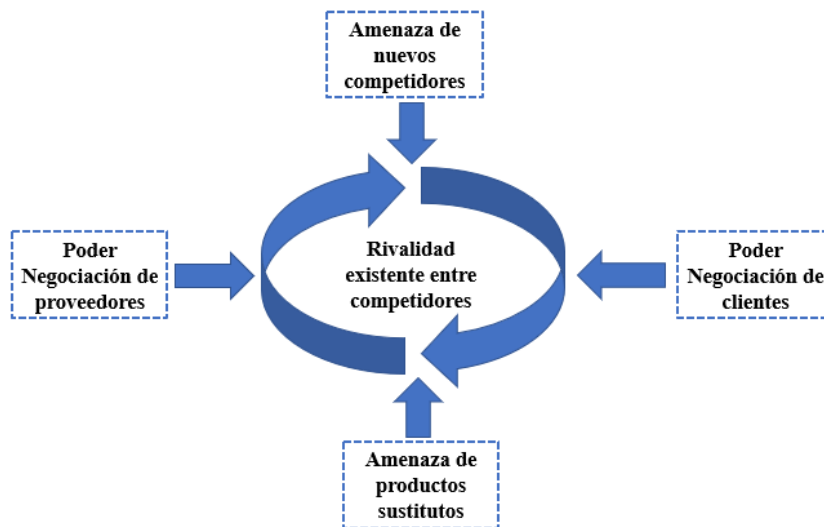 Amenaza de
nuevos
competidores
Poder
Negociación de
proveedores
Rivalidad
existente entre
competidores
Poder
Negociación de
clientes
Amenaza de
productos
sustitutos